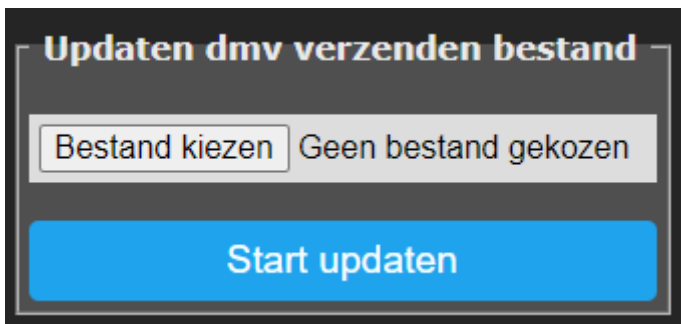 Updaten dmv verzenden bestand
Bestand kiezen Geen bestand gekozen
Start updaten